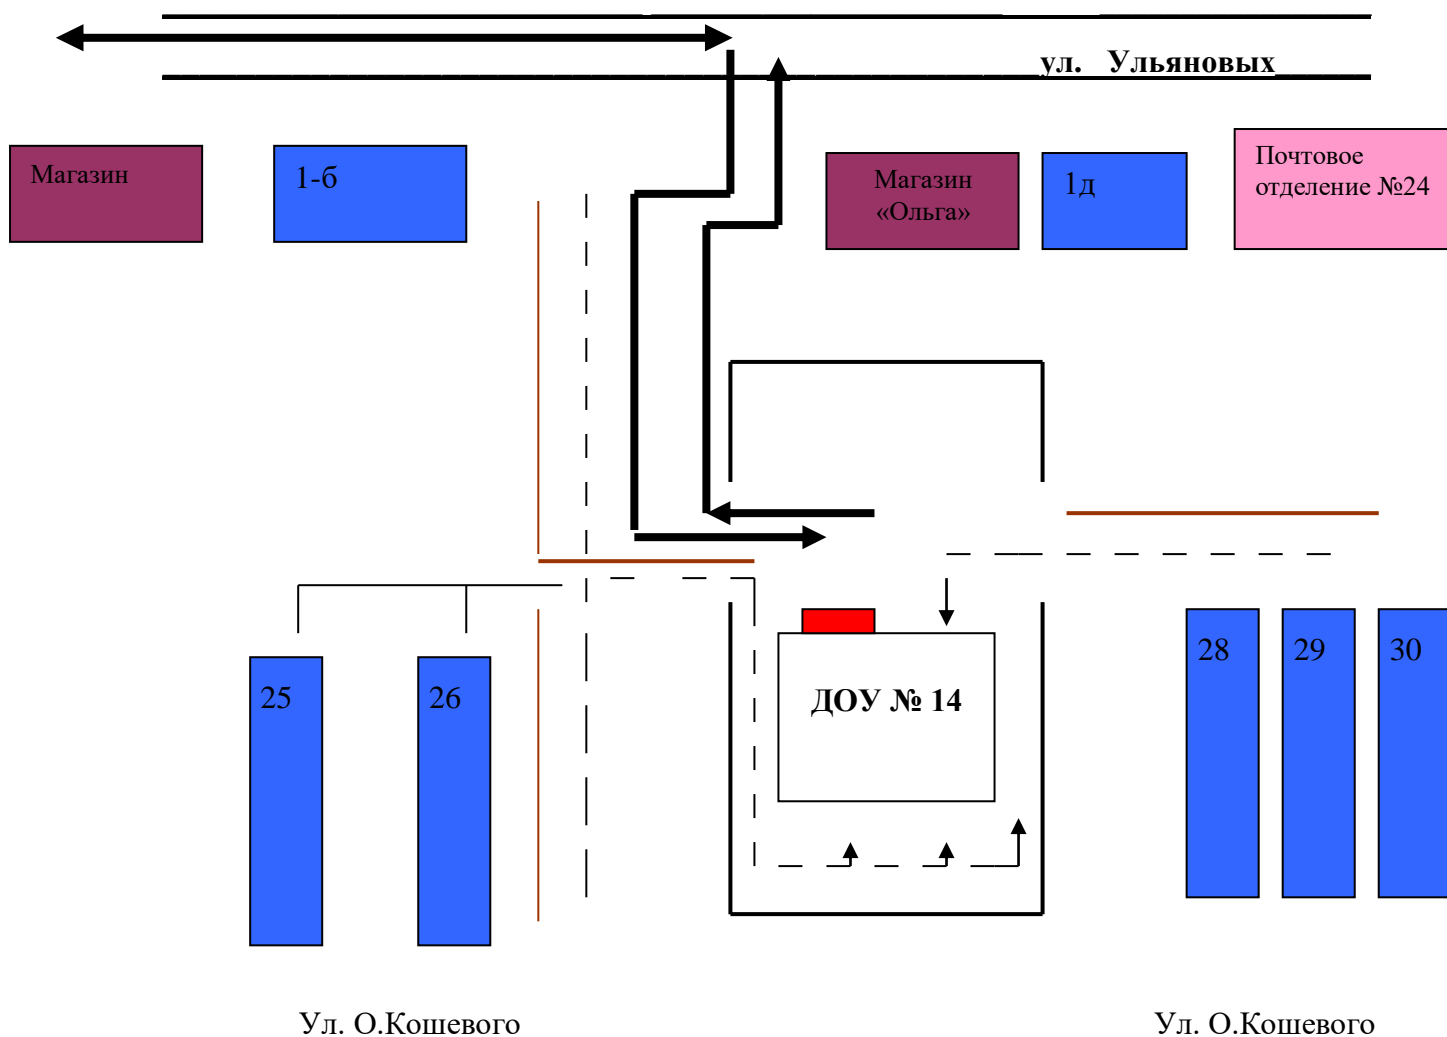 ул. Ульяновых
Магазин
1-б
Магазин
«Ольга»
1д
Почтовое
отделение №24
25
26
ДОУ № 14
28
29
30
Ул. О.Кошевого
Ул. О.Кошевого